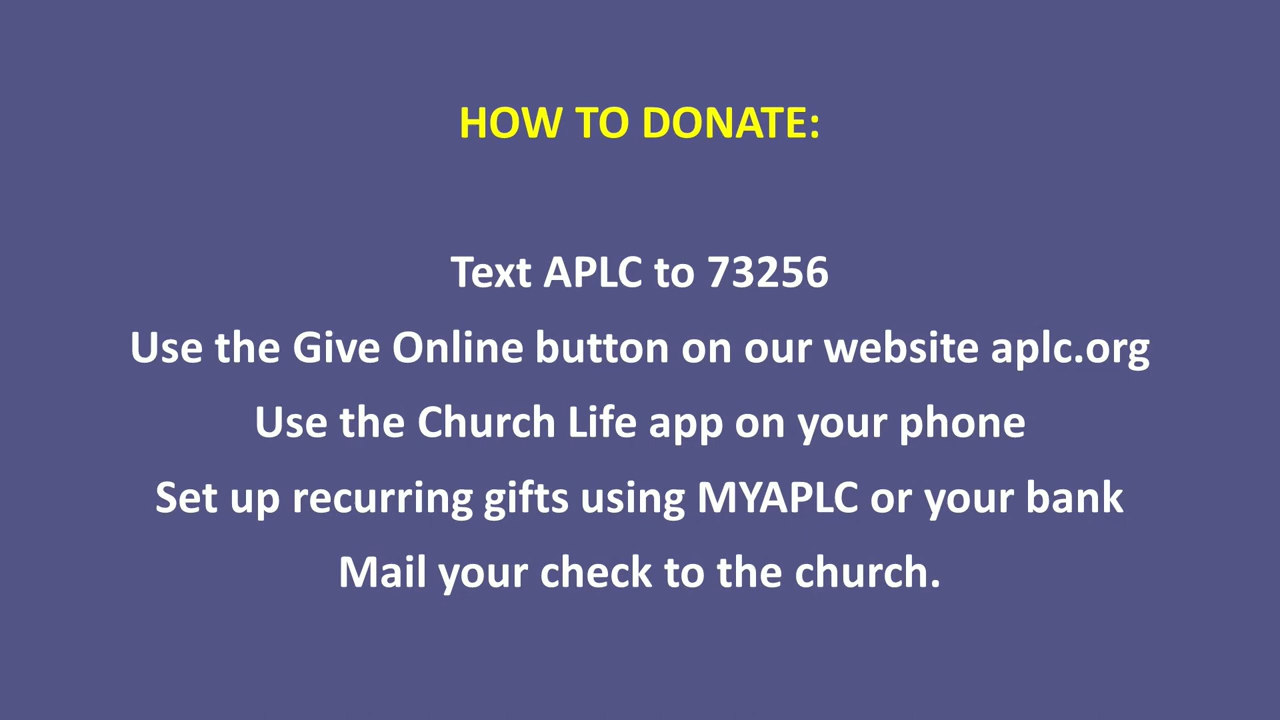 HOW TO DONATE:
Text APLC to 73256
Use the Give Online button on our website aplc.org
Use the Church Life app on your phone
Set up recurring gifts using MYAPLC or your bank
Mail your check to the church.